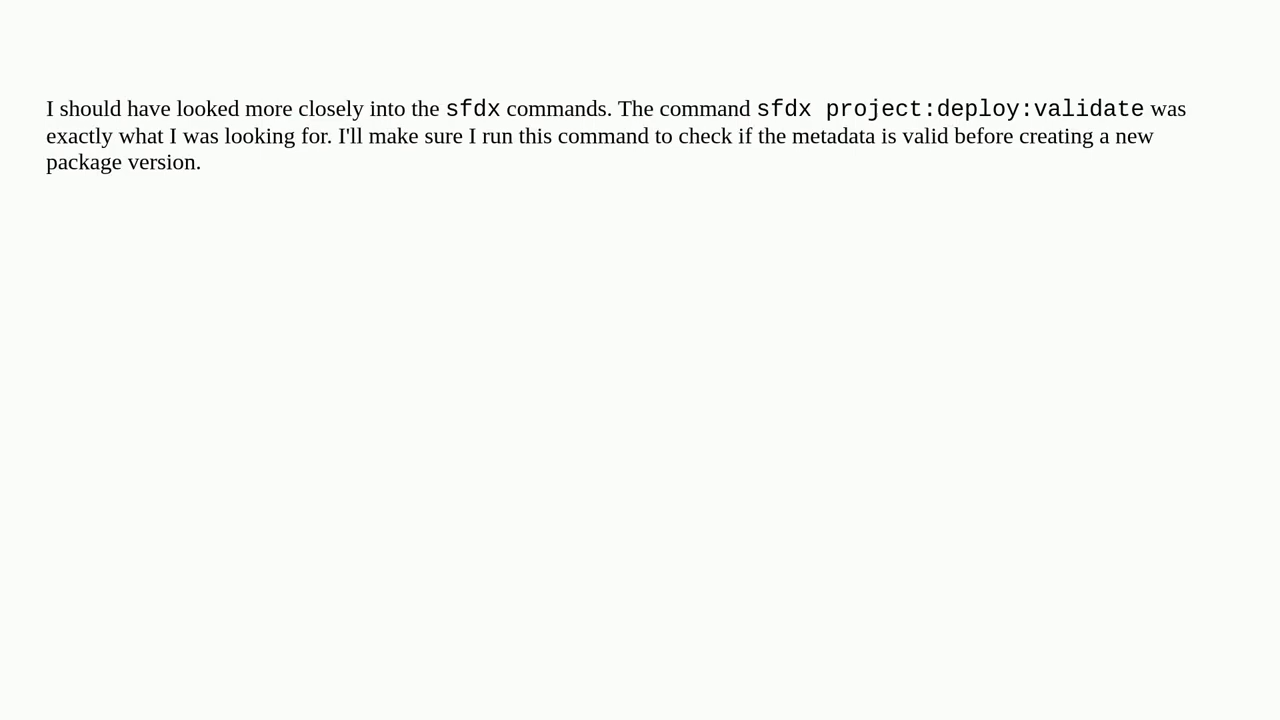 I should have looked more closely into the sfdx commands. The command sfdx project:deploy:validate was
exactly what I was looking for. I'll make sure I run this command to check if the metadata is valid before creating a new
package version.